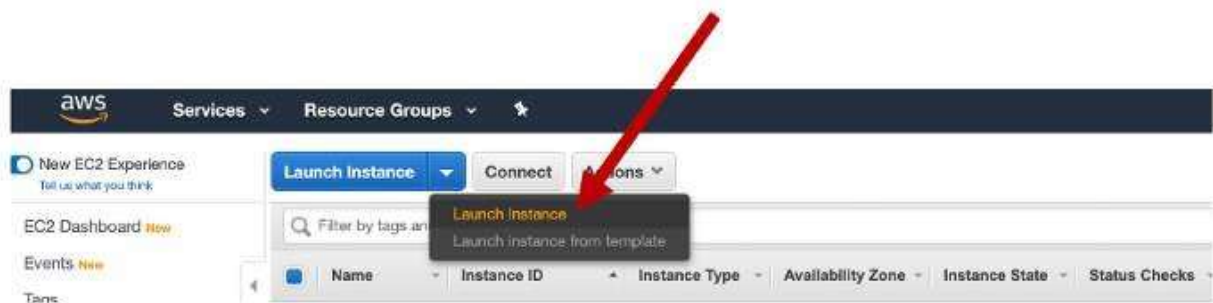 aws Services Resource Groups
New EC2 Experience
Tell us what you think
Launch Instance Connect Actions
Launch Instance
Launch instance from template
EC2 Dashboard New
Filter by tags an
Events New
Name Instance ID Instance Type Availability Zone Instance State Status Checks
Tags